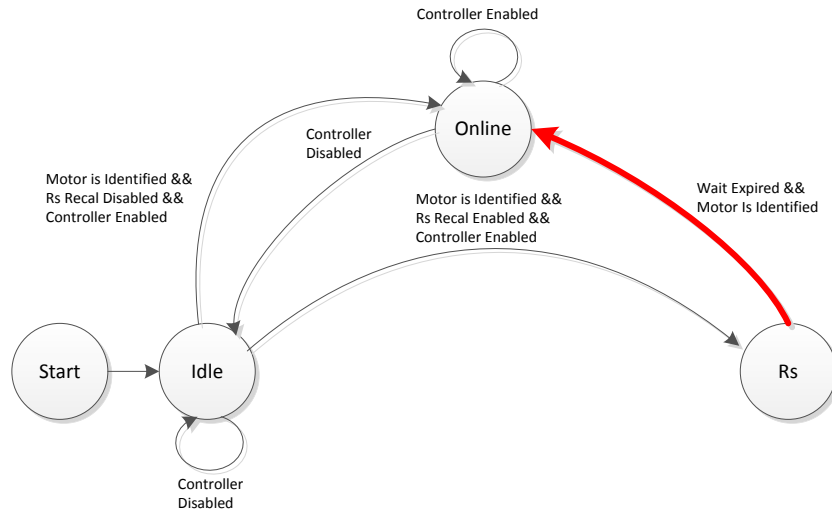 Controller Enabled
Online
Controller
Disabled
Motor is Identified &&
Rs Recal Disabled &&
Controller Enabled
Motor is Identified &&
Rs Recal Enabled &&
Controller Enabled
Wait Expired &&
Motor Is Identified
Start
Idle
Rs
Controller
Disabled